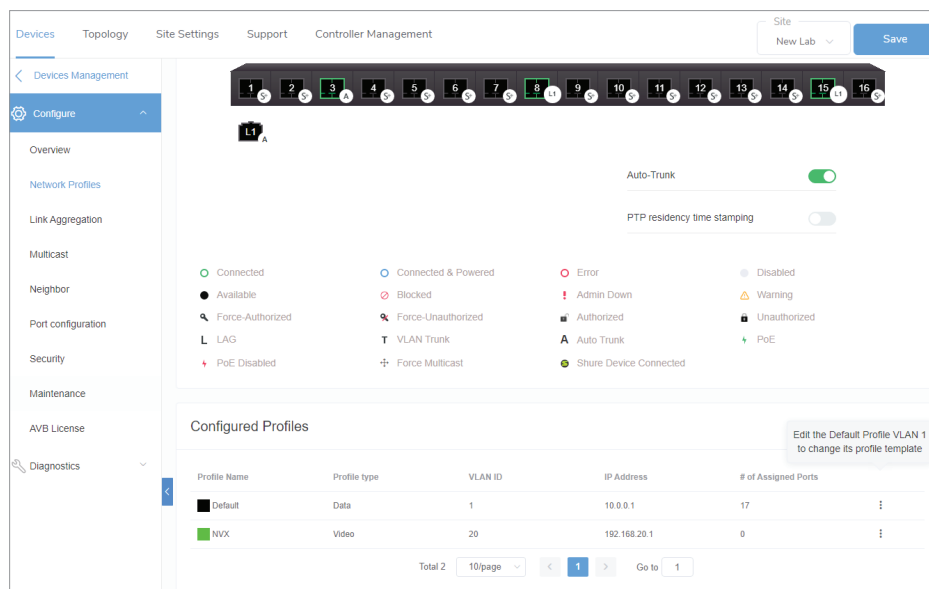 Site
Devices Topology Site Settings Support Controller Management New Lab Save
Devices Management
1 2 3 4 5 6 7 8 9 10 11 12 13 14 15 16
S+ S+ A S+ S+ S+ S+ L1 S+ S+ S+ S+ S+ S+ L1 S+
Configure
L1 A
Overview
Auto-Trunk
Network Profiles
PTP residency time stamping
Link Aggregation
Multicast
Neighbor
Port configuration
Security
Maintenance
AVB License
Diagnostics
Connected Connected & Powered Error Disabled
Available Blocked Admin Down Warning
Force-Authorized Force-Unauthorized Authorized Unauthorized
L LAG T VLAN Trunk A Auto Trunk PoE
PoE Disabled Force Multicast Shure Device Connected
Configured Profiles
Edit the Default Profile VLAN 1
to change its profile template
Profile Name Profile type VLAN ID IP Address # of Assigned Ports
Default Data 1 10.0.0.1 17
NVX Video 20 192.168.20.1 0
Total 2 10/page 1 Go to 1